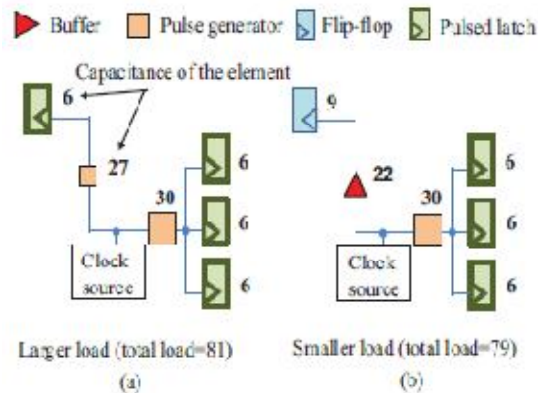 Buffer Pulse generator Flip-flop Pulsed latch
Capacitance of the element
6
27
30
6
6
6
Clock
source
9
22
30
6
6
6
Clock
source
Larger load (total load=81) Smaller load (total load=79)
(a) (b)